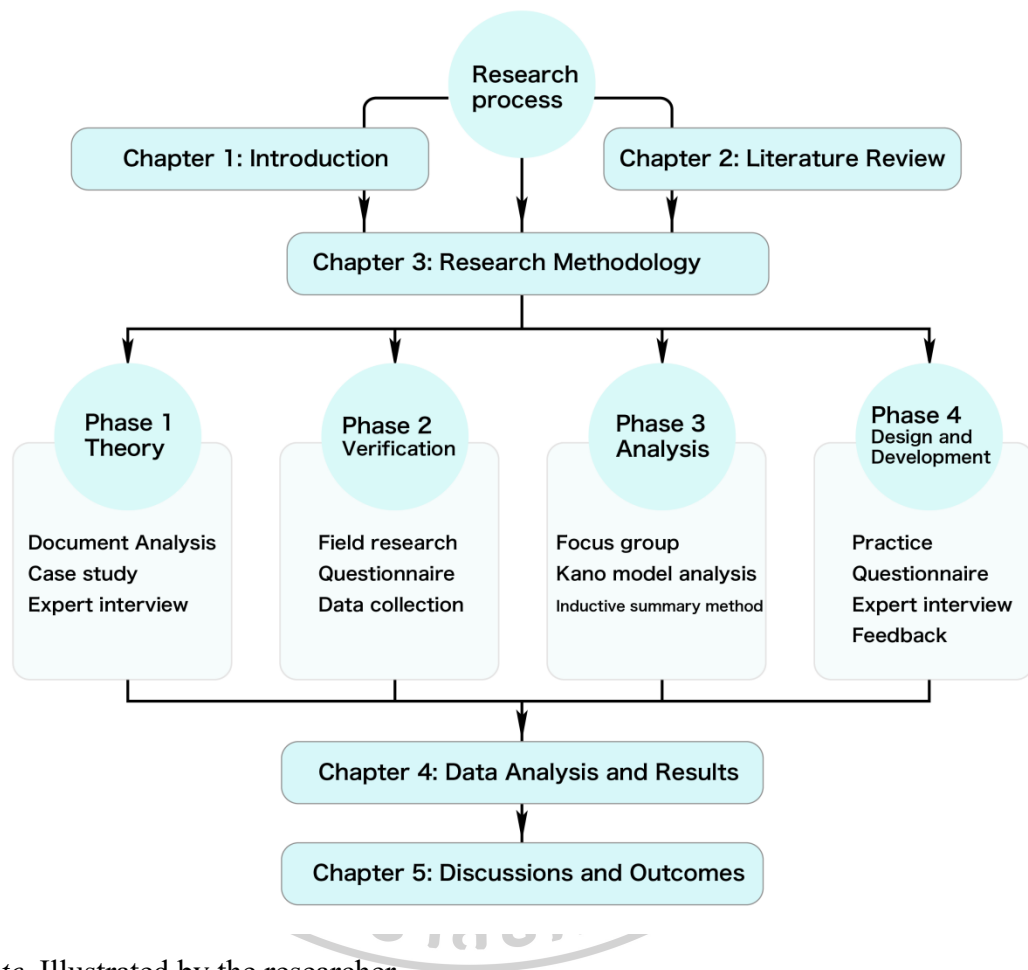 Research
process
Chapter 1: Introduction
Chapter 2: Literature Review
Chapter 3: Research Methodology
Phase 1
Theory
Document Analysis
Case study
Expert interview
Phase 2
Verification
Field research
Questionnaire
Data collection
Phase 3
Analysis
Focus group
Kano model analysis
Inductive summary method
Phase 4
Design and
Development
Practice
Questionnaire
Expert interview
Feedback
Chapter 4: Data Analysis and Results
Chapter 5: Discussions and Outcomes
Illustrated by the researcher